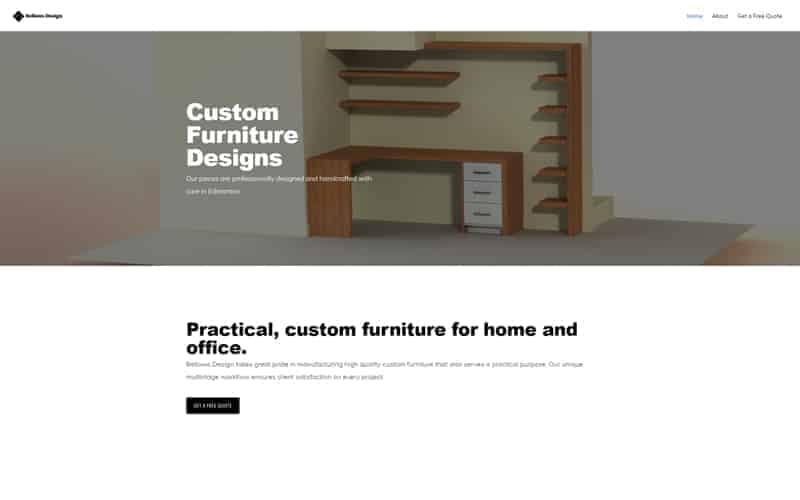 Bellows Design
Home
About
Get a Free Quote
Custom
Furniture
Designs
Our pieces are professionally designed and handcrafted with
care in Edmonton.
Practical, custom furniture for home and
office.
Bellows Design takes great pride in manufacturing high quality custom furniture that also serves a practical purpose. Our unique
multistage workflow ensures client satisfaction on every project.
GET A FREE QUOTE